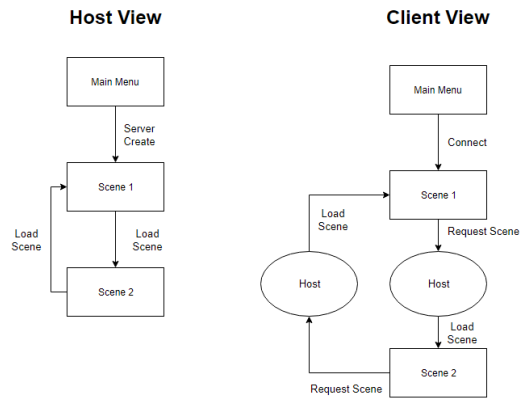 Host View
Main Menu
Server
Create
Scene 1
Load
Scene
Load
Scene
Scene 2
Client View
Main Menu
Connect
Scene 1
Load
Scene
Request Scene
Host
Host
Load
Scene
Scene 2
Request Scene